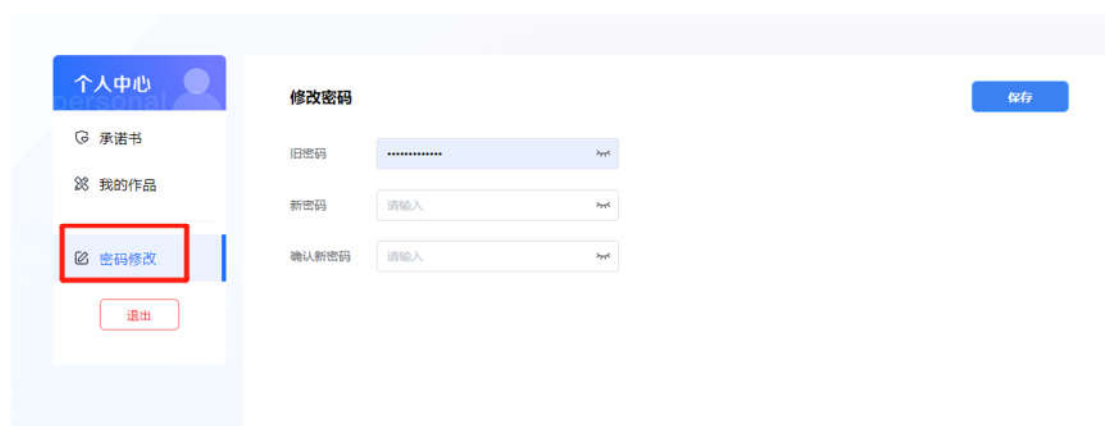 个人中心
personal
承诺书
我的作品
密码修改
退出
修改密码
保存
旧密码 •••••••••••••
新密码 请输入
确认新密码 请输入